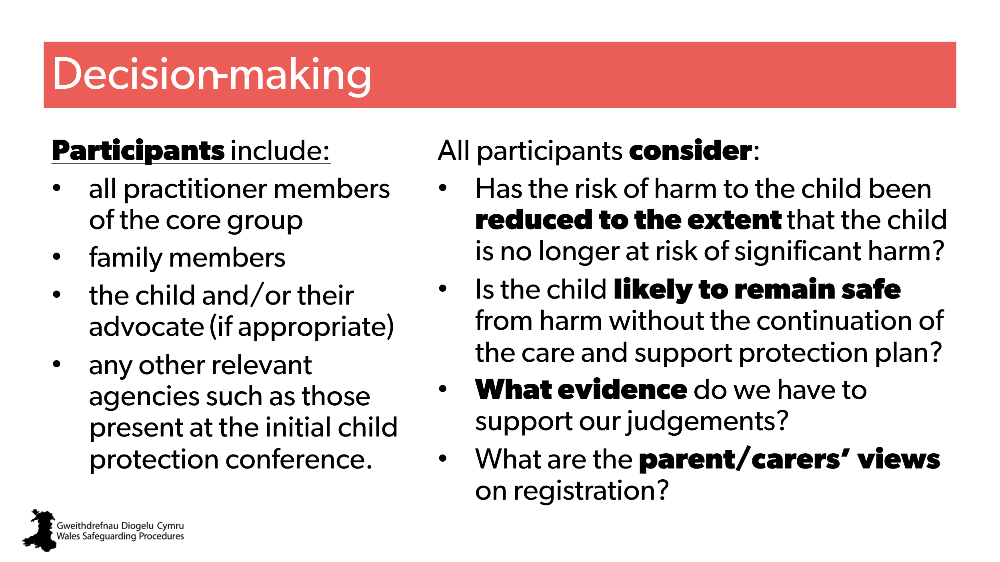 Decision-making
Participants include:
• all practitioner members
of the core group
• family members
• the child and/or their
advocate (if appropriate)
• any other relevant
agencies such as those
present at the initial child
protection conference.
All participants consider:
• Has the risk of harm to the child been
reduced to the extent that the child
is no longer at risk of significant harm?
• Is the child likely to remain safe
from harm without the continuation of
the care and support protection plan?
• What evidence do we have to
support our judgements?
• What are the parent/carers’ views
on registration?
Gweithdrefnau Diogelu Cymru
Wales Safeguarding Procedures